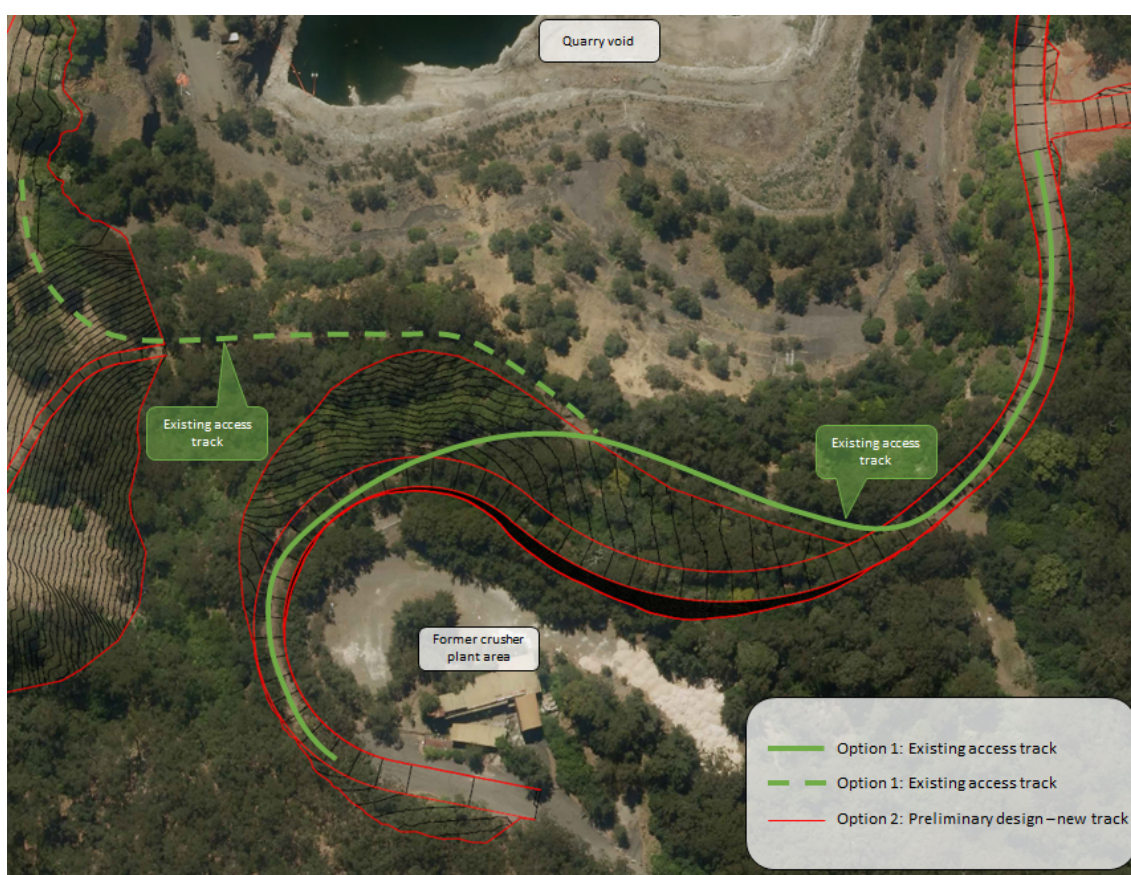 Quarry void
Existing access
track
Existing access
track
Former crusher
plant area
Option 1: Existing access track
Option 1: Existing access track
Option 2: Preliminary design – new track